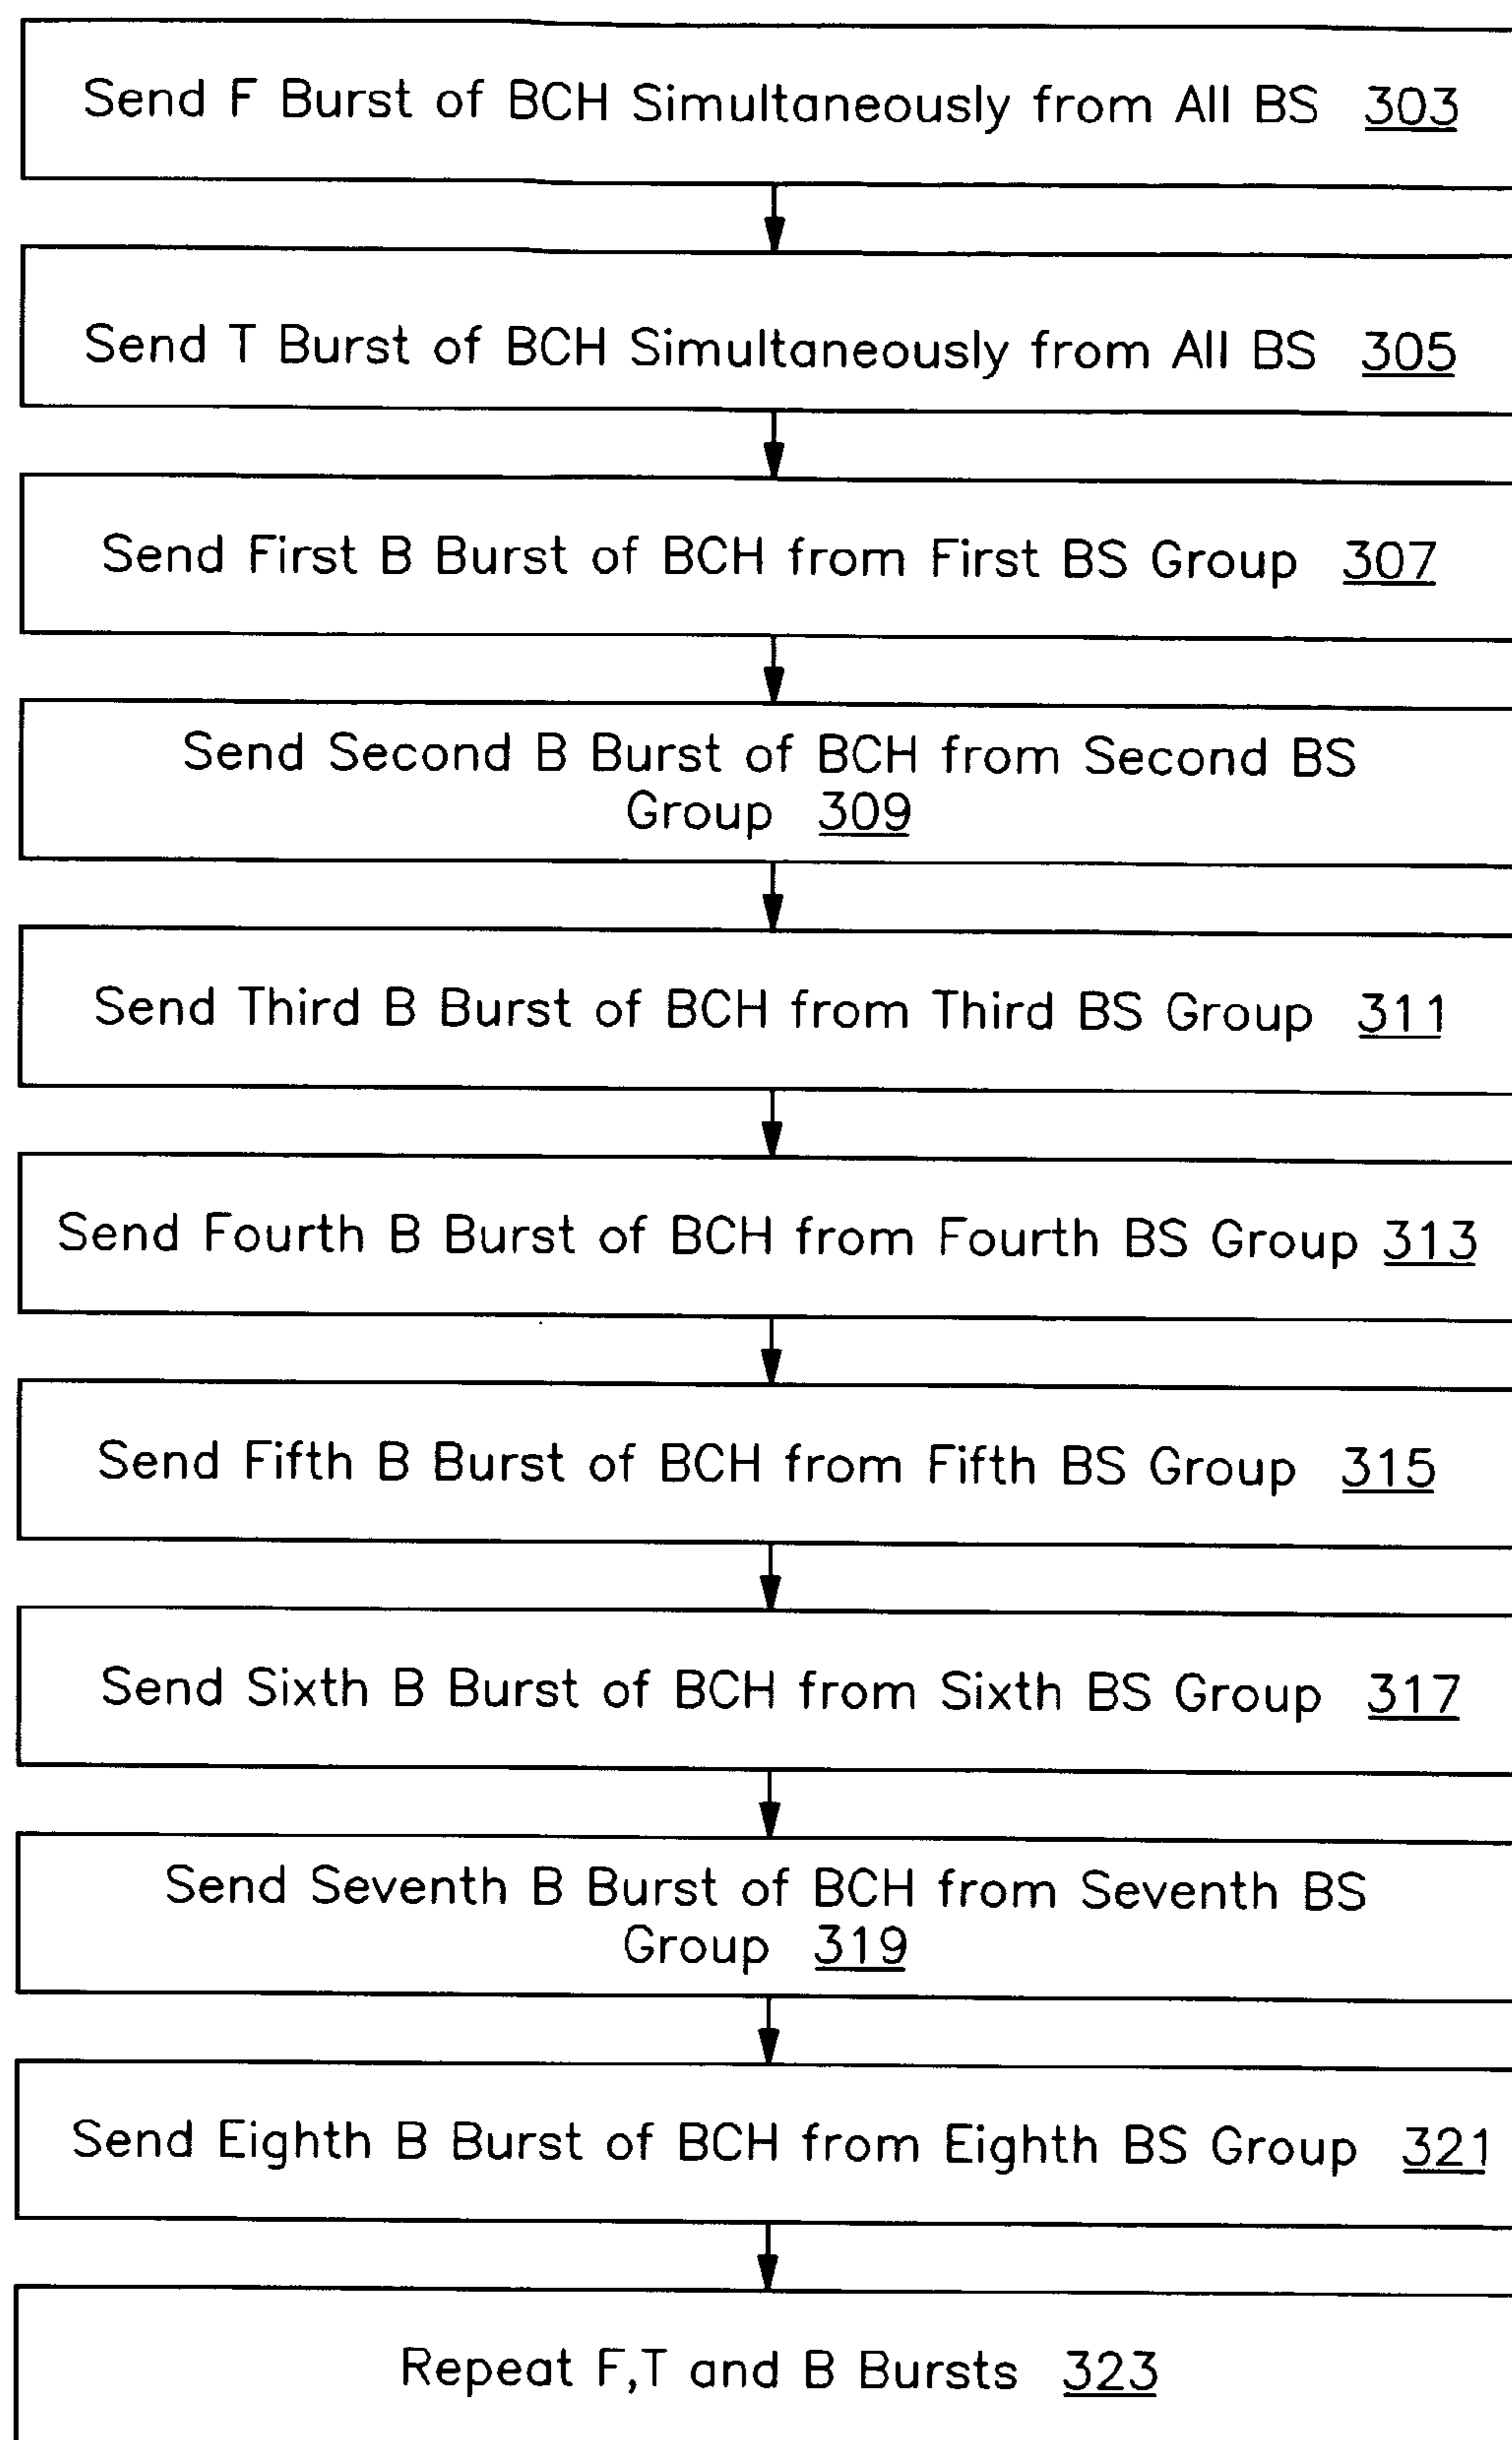 Send F Burst of BCH Simultaneously from All BS 303
Send T Burst of BCH Simultaneously from All BS 305
Send First B Burst of BCH from First BS Group 307
Send Second B Burst of BCH from Second BS
Group 309
Send Third B Burst of BCH from Third BS Group 311
Send Fourth B Burst of BCH from Fourth BS Group 313
Send Fifth B Burst of BCH from Fifth BS Group 315
Send Sixth B Burst of BCH from Sixth BS Group 317
Send Seventh B Burst of BCH from Seventh BS
Group 319
Send Eighth B Burst of BCH from Eighth BS Group 321
Repeat F,T and B Bursts 323